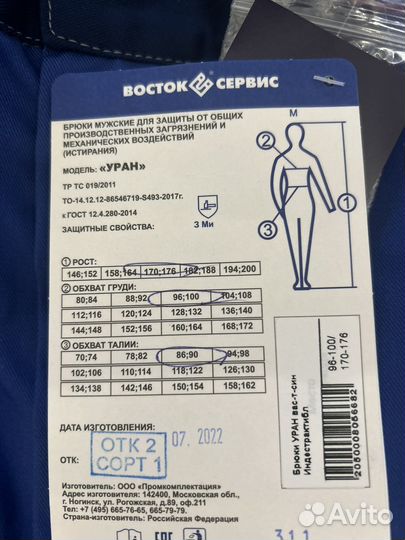 ВОСТОК СЕРВИС
БРЮКИ МУЖСКИЕ ДЛЯ ЗАЩИТЫ ОТ ОБЩИХ
ПРОИЗВОДСТВЕННЫХ ЗАГРЯЗНЕНИЙ И
МЕХАНИЧЕСКИХ ВОЗДЕЙСТВИЙ
(ИСТИРАНИЯ)
МОДЕЛЬ: «УРАН»
ТР ТС 019/2011
ТО-14.12.12-86546719-S493-2017г.
к ГОСТ 12.4.280-2014
ЗАЩИТНЫЕ СВОЙСТВА:
З Ми
М
2
3
1
1 РОСТ:
146;152 158;164 170;176 182;188 194;200
2 ОБХВАТ ГРУДИ:
80;84 88;92 96;100 104;108
112;116 120;124 128;132 136;140
144;148 152;156 160;164 168;172
3 ОБХВАТ ТАЛИИ:
70;74 78;82 86;90 94;98
102;106 110;114 118;122 126;130
134;138 142;146 150;154 158;162
ДАТА ИЗГОТОВЛЕНИЯ:
07. 2022
ОТК:
ОТК 2
СОРТ 1
Изготовитель: ООО «Промкомплектация»
Адрес изготовителя: 142400, Московская обл.,
г. Ногинск, ул. Рогожская, д.89, оф.211
Тел: +7 (495) 665-76-65, 665-79-79.
Страна-изготовитель: Российская Федерация
311
96-100/
170-176
Брюки УРАН вас-т-син
Индестрактибл
2050008056682
Avito